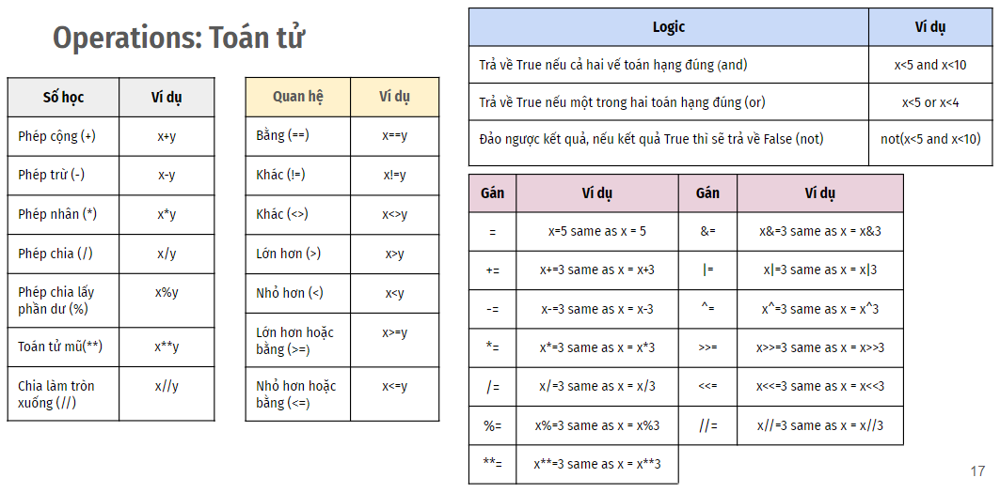 Operations: Toán tử
Số học Ví dụ
Phép cộng (+) x+y
Phép trừ (-) x-y
Phép nhân (*) x*y
Phép chia (/) x/y
Phép chia lấy
phần dư (%) x%y
Toán tử mũ(**) x**y
Chia làm tròn
xuống (//) x//y
Quan hệ Ví dụ
Bằng (==) x==y
Khác (!=) x!=y
Khác (<>) x<>y
Lớn hơn (>) x>y
Nhỏ hơn (<) x<y
Lớn hơn hoặc
bằng (>=) x>=y
Nhỏ hơn hoặc
bằng (<=) x<=y
Logic Ví dụ
Trả về True nếu cả hai vế toán hạng đúng (and) x<5 and x<10
Trả về True nếu một trong hai toán hạng đúng (or) x<5 or x<4
Đảo ngược kết quả, nếu kết quả True thì sẽ trả về False (not) not(x<5 and x<10)
Gán Ví dụ Gán Ví dụ
= x=5 same as x = 5 &= x&=3 same as x = x&3
+= x+=3 same as x = x+3 |= x|=3 same as x = x|3
-= x-=3 same as x = x-3 ^= x^=3 same as x = x^3
*= x*=3 same as x = x*3 >>= x>>=3 same as x = x>>3
/= x/=3 same as x = x/3 <<= x<<=3 same as x = x<<3
%= x%=3 same as x = x%3 //= x//=3 same as x = x//3
**= x**=3 same as x = x**3
17